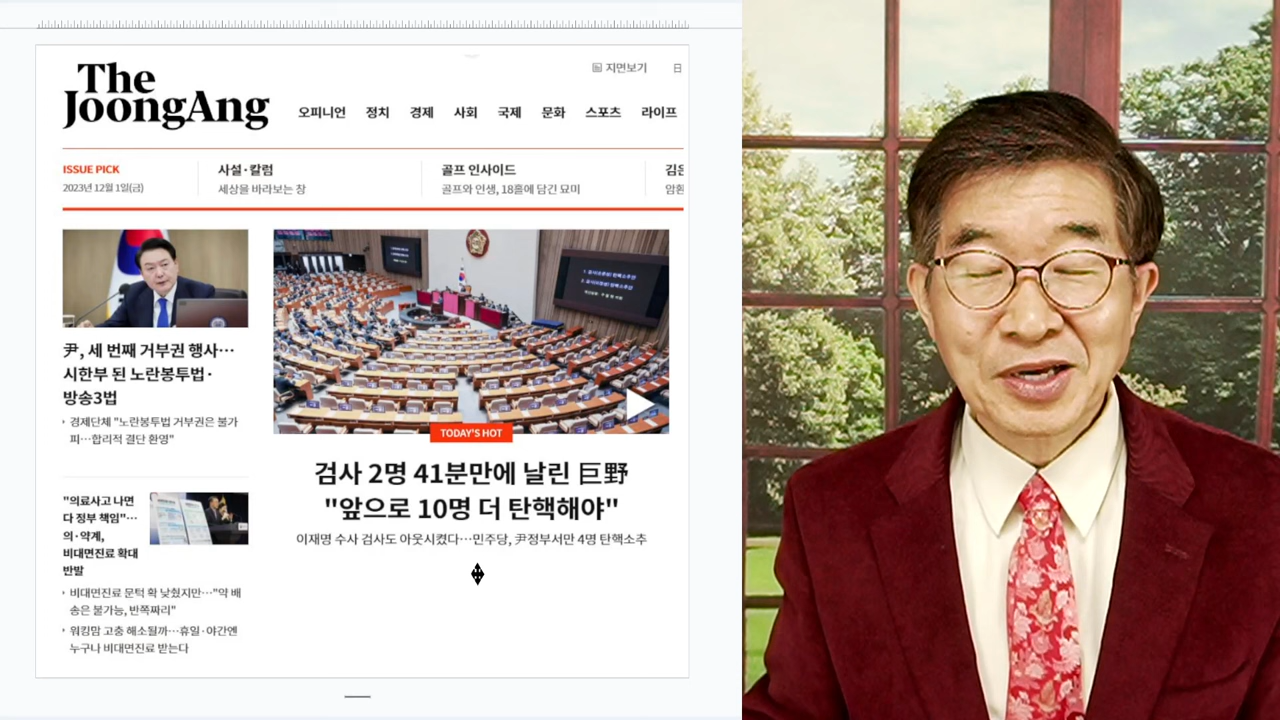 The
JoongAng
지면보기
오피니언 정치 경제 사회 국제 문화 스포츠 라이프
ISSUE PICK
2023년 12월 1일(금)
사설·칼럼
세상을 바라보는 창
골프 인사이드
골프와 인생, 18홀에 담긴 묘미
尹, 세 번째 거부권 행사…
시한부 된 노란봉투법·
방송3법
경제단체 "노란봉투법 거부권은 불가
피…합리적 결단 환영"
"의료사고 나면
다 정부 책임"…
의·약계,
비대면진료 확대
반발
비대면진료 문턱 확 낮췄지만…"약 배
송은 불가능, 반쪽짜리"
워킹맘 고충 해소될까…휴일·야간엔
누구나 비대면진료 받는다
TODAY'S HOT
검사 2명 41분만에 날린 巨野
"앞으로 10명 더 탄핵해야"
이재명 수사 검사도 아웃시켰다…민주당, 尹정부서만 4명 탄핵소추